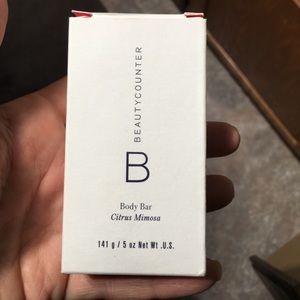 BEAUTYCOUNTER
B
Body Bar
Citrus Mimosa
141 g / 5 oz Net Wt .U.S.